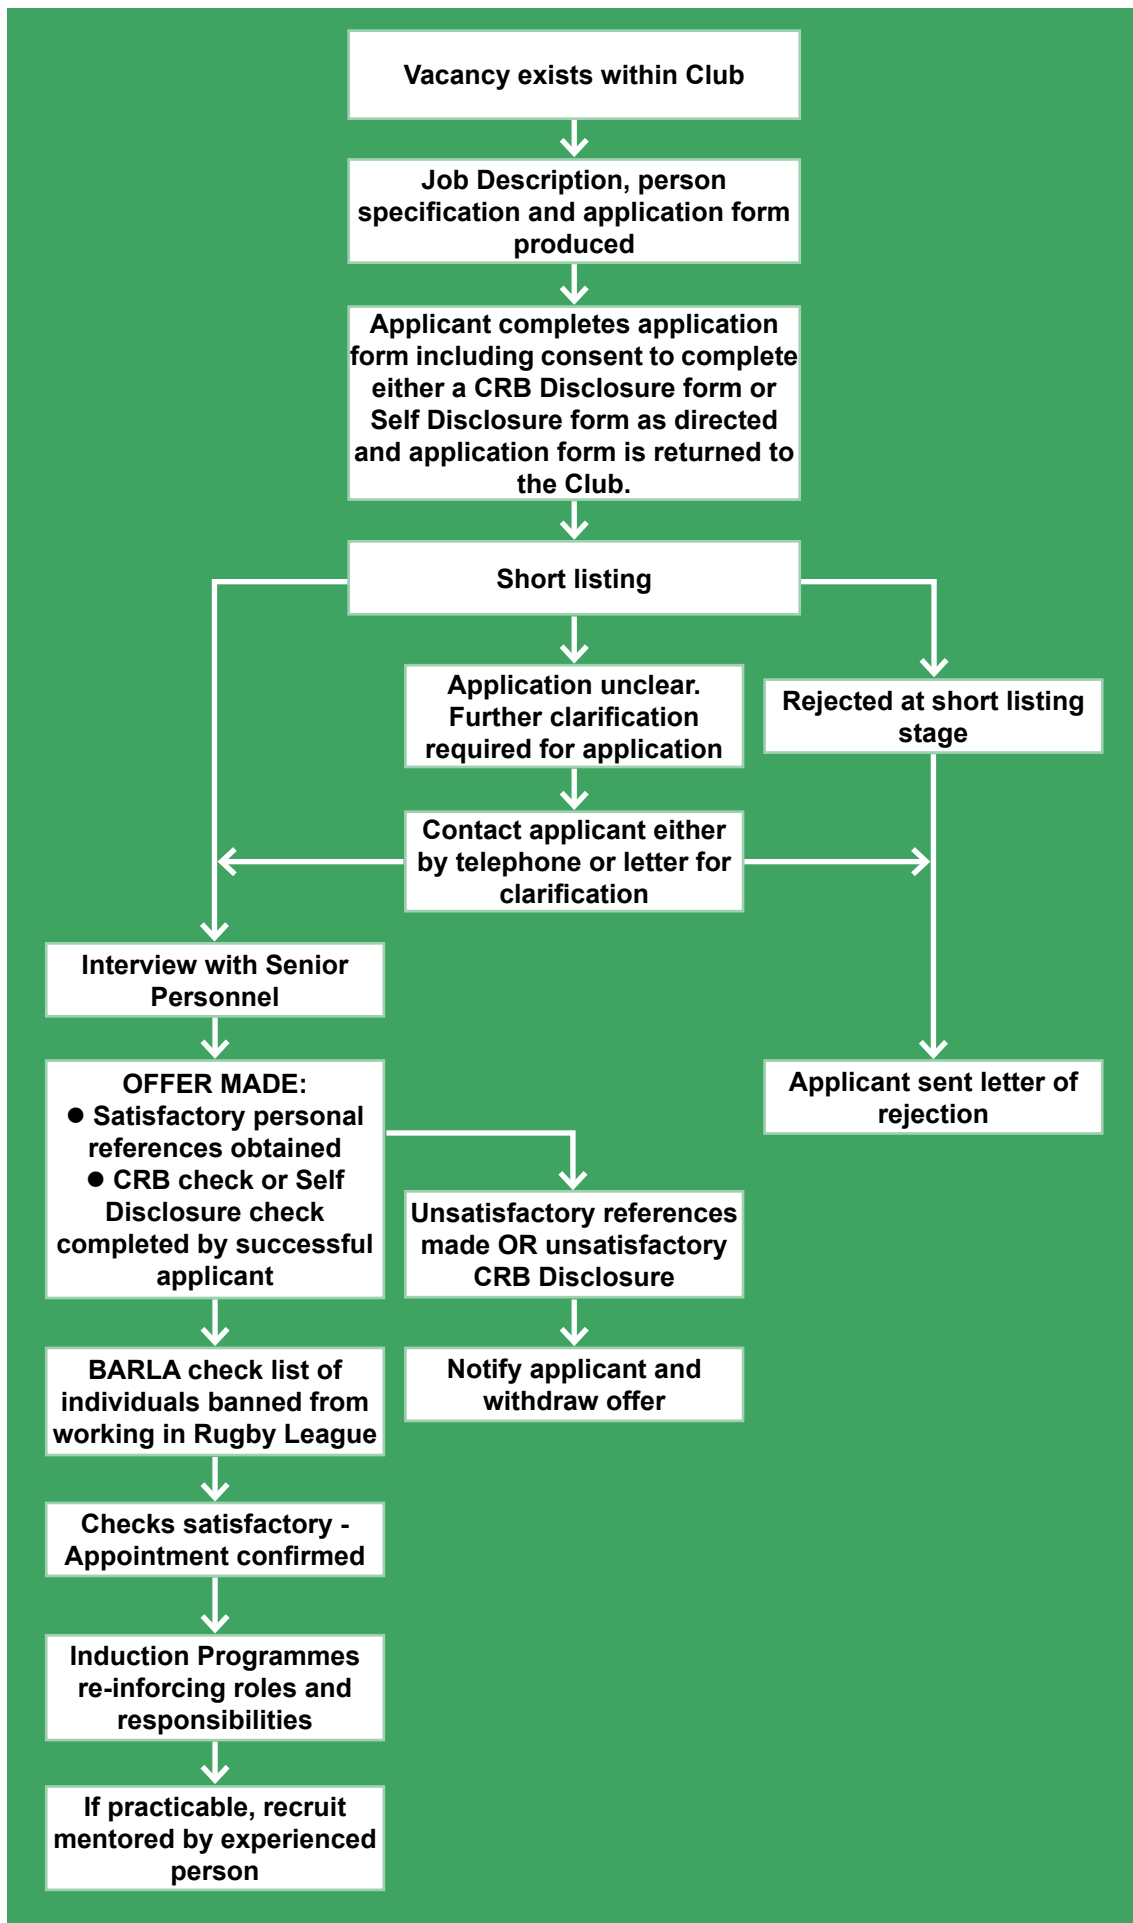 Vacancy exists within Club
Job Description, person
specification and application form
produced
Applicant completes application
form including consent to complete
either a CRB Disclosure form or
Self Disclosure form as directed
and application form is returned to
the Club.
Short listing
Application unclear.
Further clarification
required for application
Rejected at short listing
stage
Contact applicant either
by telephone or letter for
clarification
Interview with Senior
Personnel
OFFER MADE:
● Satisfactory personal
references obtained
● CRB check or Self
Disclosure check
completed by successful
applicant
Applicant sent letter of
rejection
Unsatisfactory references
made OR unsatisfactory
CRB Disclosure
BARLA check list of
individuals banned from
working in Rugby League
Notify applicant and
withdraw offer
Checks satisfactory -
Appointment confirmed
Induction Programmes
re-inforcing roles and
responsibilities
If practicable, recruit
mentored by experienced
person